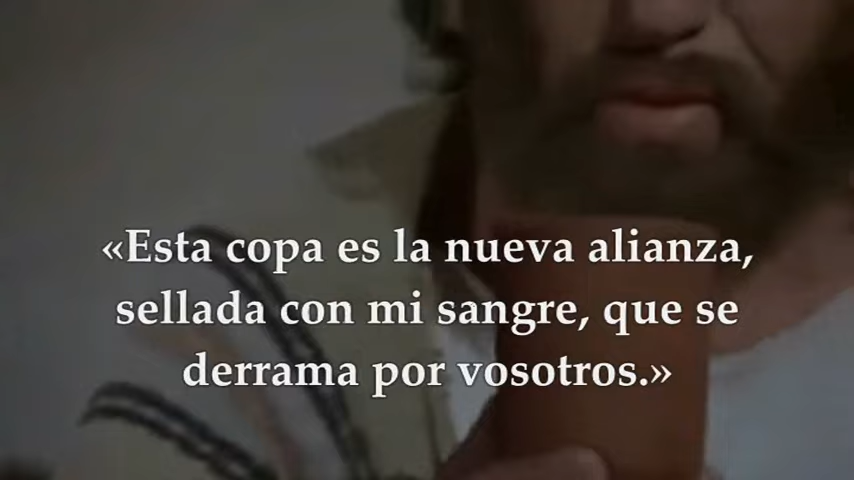 «Esta copa es la nueva alianza,
sellada con mi sangre, que se
derrama por vosotros.»